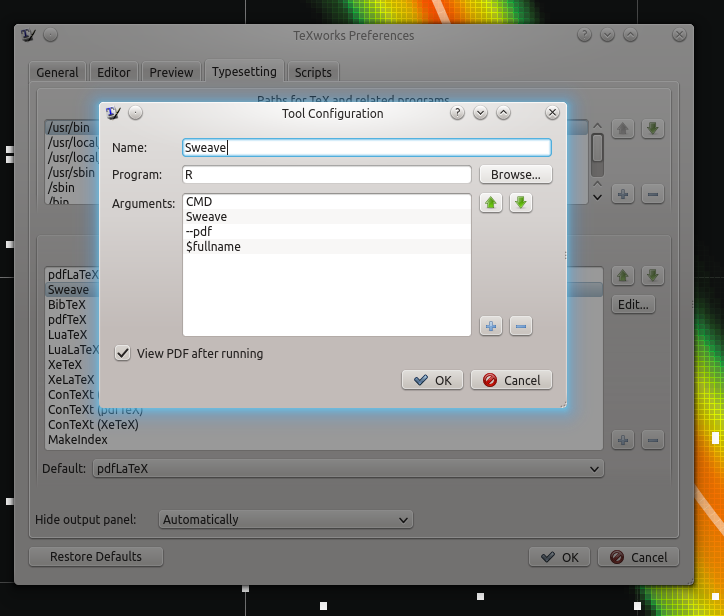 TeXworks Preferences
General Editor Preview Typesetting Scripts
Paths for TeX and related programs
Tool Configuration
/usr/bin
/usr/local
/usr/local
/usr/sbin
/sbin
/bin
Name: Sweave
Program: R Browse...
Arguments: CMD
Sweave
--pdf
$fullname
View PDF after running
OK Cancel
pdfLaTeX
Sweave Edit...
BibTeX
pdfTeX
LuaTeX
LuaLaTeX
XeTeX
XeLaTeX
ConTeXt
ConTeXt (pdfTeX)
ConTeXt (XeTeX)
MakeIndex
Default: pdfLaTeX
Hide output panel: Automatically
Restore Defaults OK Cancel